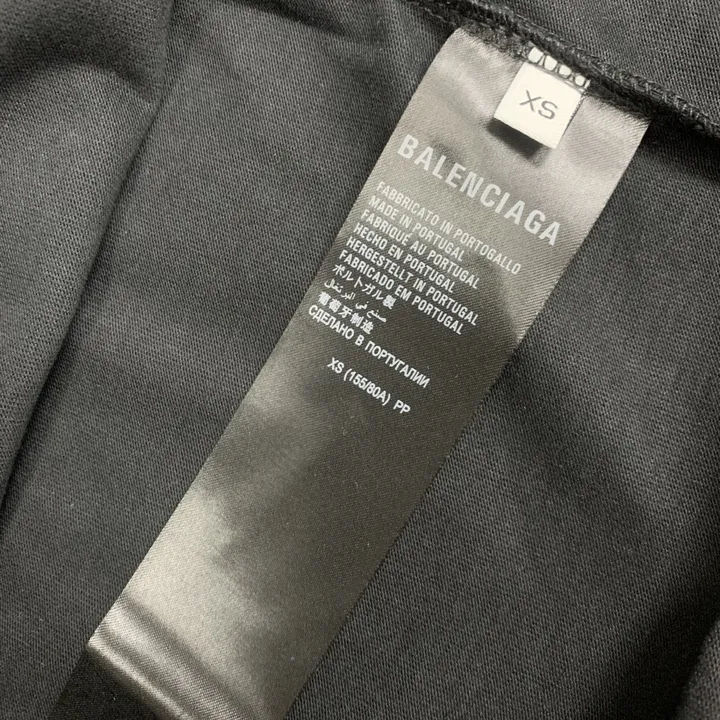 XS
BALENCIAGA
FABBRICATO IN PORTOGALLO
MADE IN PORTUGAL
FABRIQUÉ AU PORTUGAL
HECHO EN PORTUGAL
HERGESTELLT IN PORTUGAL
FABRICADO EM PORTUGAL
ポルトガル製
صنع في البرتغال
葡萄牙制造
СДЕЛАНО В ПОРТУГАЛИИ
XS (155/80A) PP